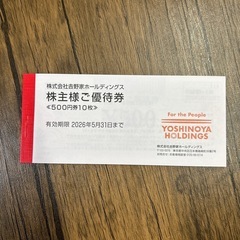 株式会社吉野家ホールディングス
株主様ご優待券
≪500円券10枚≫
有効期限 2026年5月31日まで
For the People
YOSHINOYA
HOLDINGS
株式会社吉野家ホールディングス